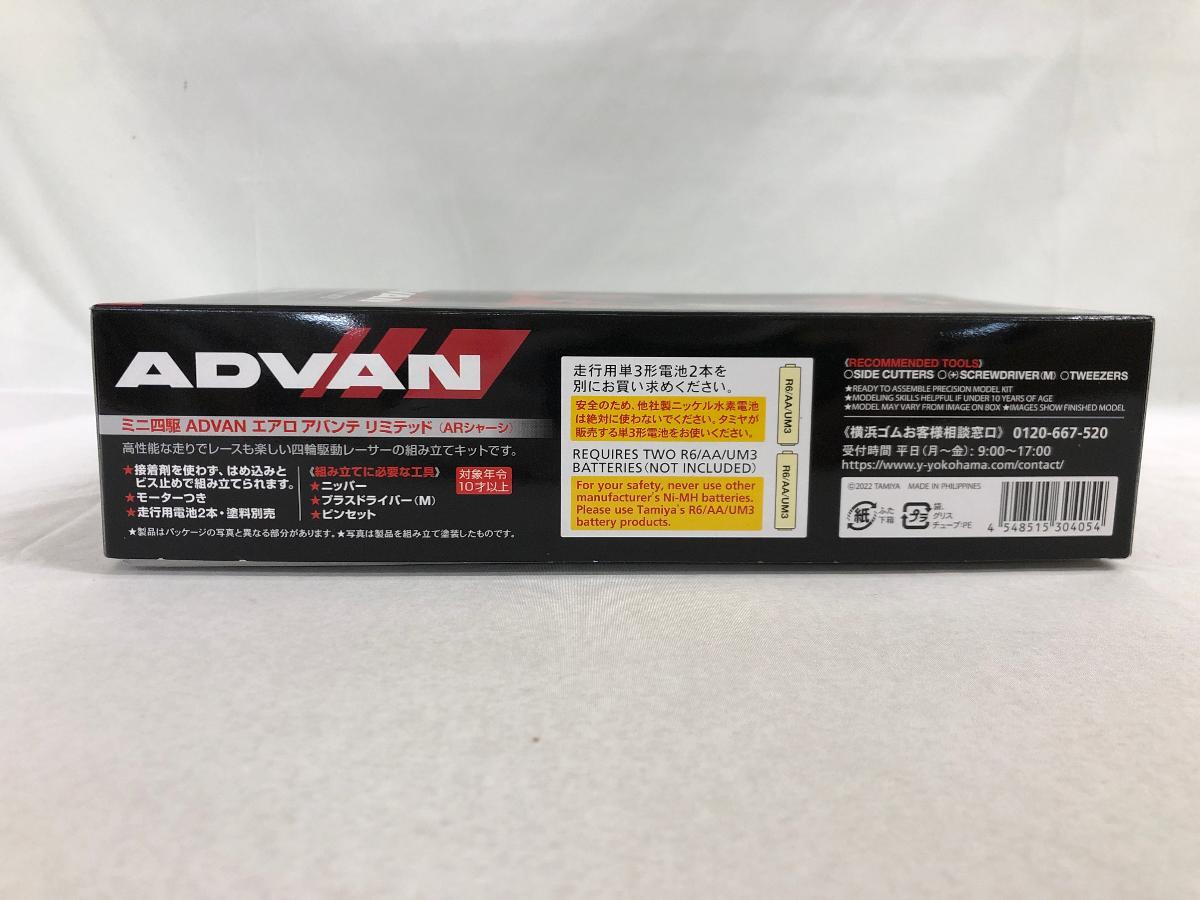 ADVAN
ミニ四駆 ADVAN エアロ アバンテ リミテッド（ARシャーシ）
高性能な走りでレースも楽しい四輪駆動レーサーの組み立てキットです。
★接着剤を使わず、はめ込みと
ビス止めで組み立てられます。
★モーターつき
★走行用電池2本・塗料別売
《組み立てに必要な工具》
★ニッパー
★プラスドライバー（M）
★ピンセット
対象年令
10才以上
★製品はパッケージの写真と異なる部分があります。★写真は製品を組み立て塗装したものです。
走行用単3形電池2本を
別にお買い求めください。
安全のため、他社製ニッケル水素電池
は絶対に使わないでください。タミヤが
販売する単3形電池をお使いください。
REQUIRES TWO R6/AA/UM3
BATTERIES (NOT INCLUDED)
For your safety, never use other
manufacturer's Ni-MH batteries.
Please use Tamiya's R6/AA/UM3
battery products.
R6/AA/UM3
R6/AA/UM3
《RECOMMENDED TOOLS》
○SIDE CUTTERS ○(+)SCREWDRIVER(M) ○TWEEZERS
★READY TO ASSEMBLE PRECISION MODEL KIT
★MODELING SKILLS HELPFUL IF UNDER 10 YEARS OF AGE
★MODEL MAY VARY FROM IMAGE ON BOX ★IMAGES SHOW FINISHED MODEL
《横浜ゴムお客様相談窓口》 0120-667-520
受付時間 平日（月～金）: 9:00～17:00
https://www.y-yokohama.com/contact/
©2022 TAMIYA MADE IN PHILIPPINES
紙
ふた
下箱
プラ
袋、
グリス
チューブ:PE
4 548515 304054